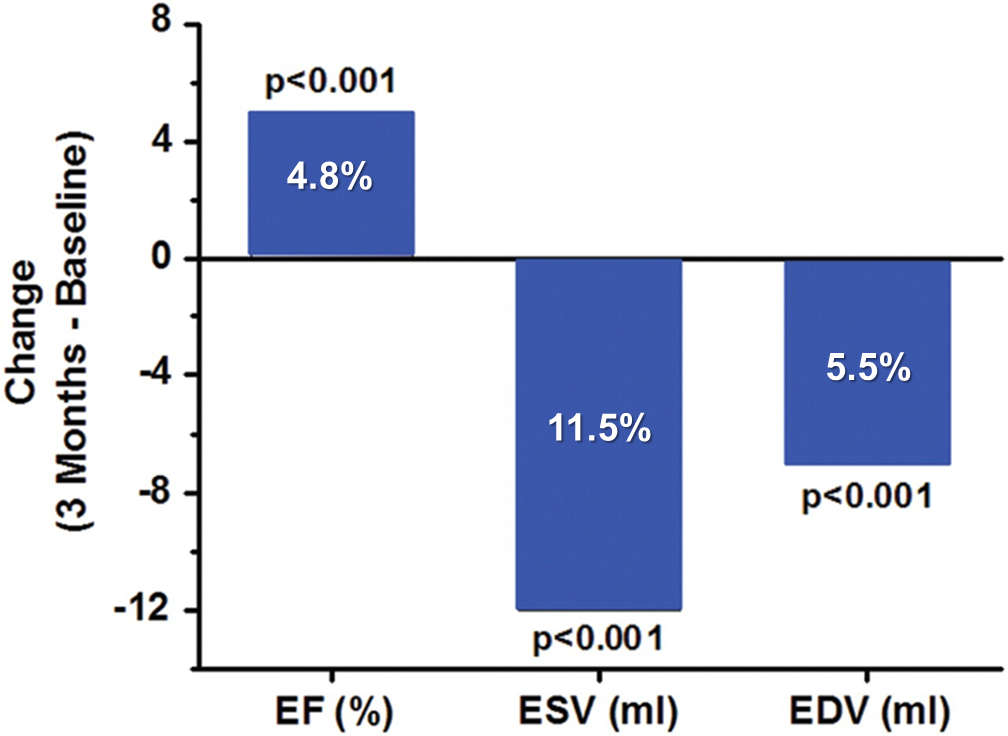 Change
(3 Months - Baseline)
8
4
0
-4
-8
-12
p<0.001
4.8%
11.5%
p<0.001
5.5%
p<0.001
EF (%)
ESV (ml)
EDV (ml)